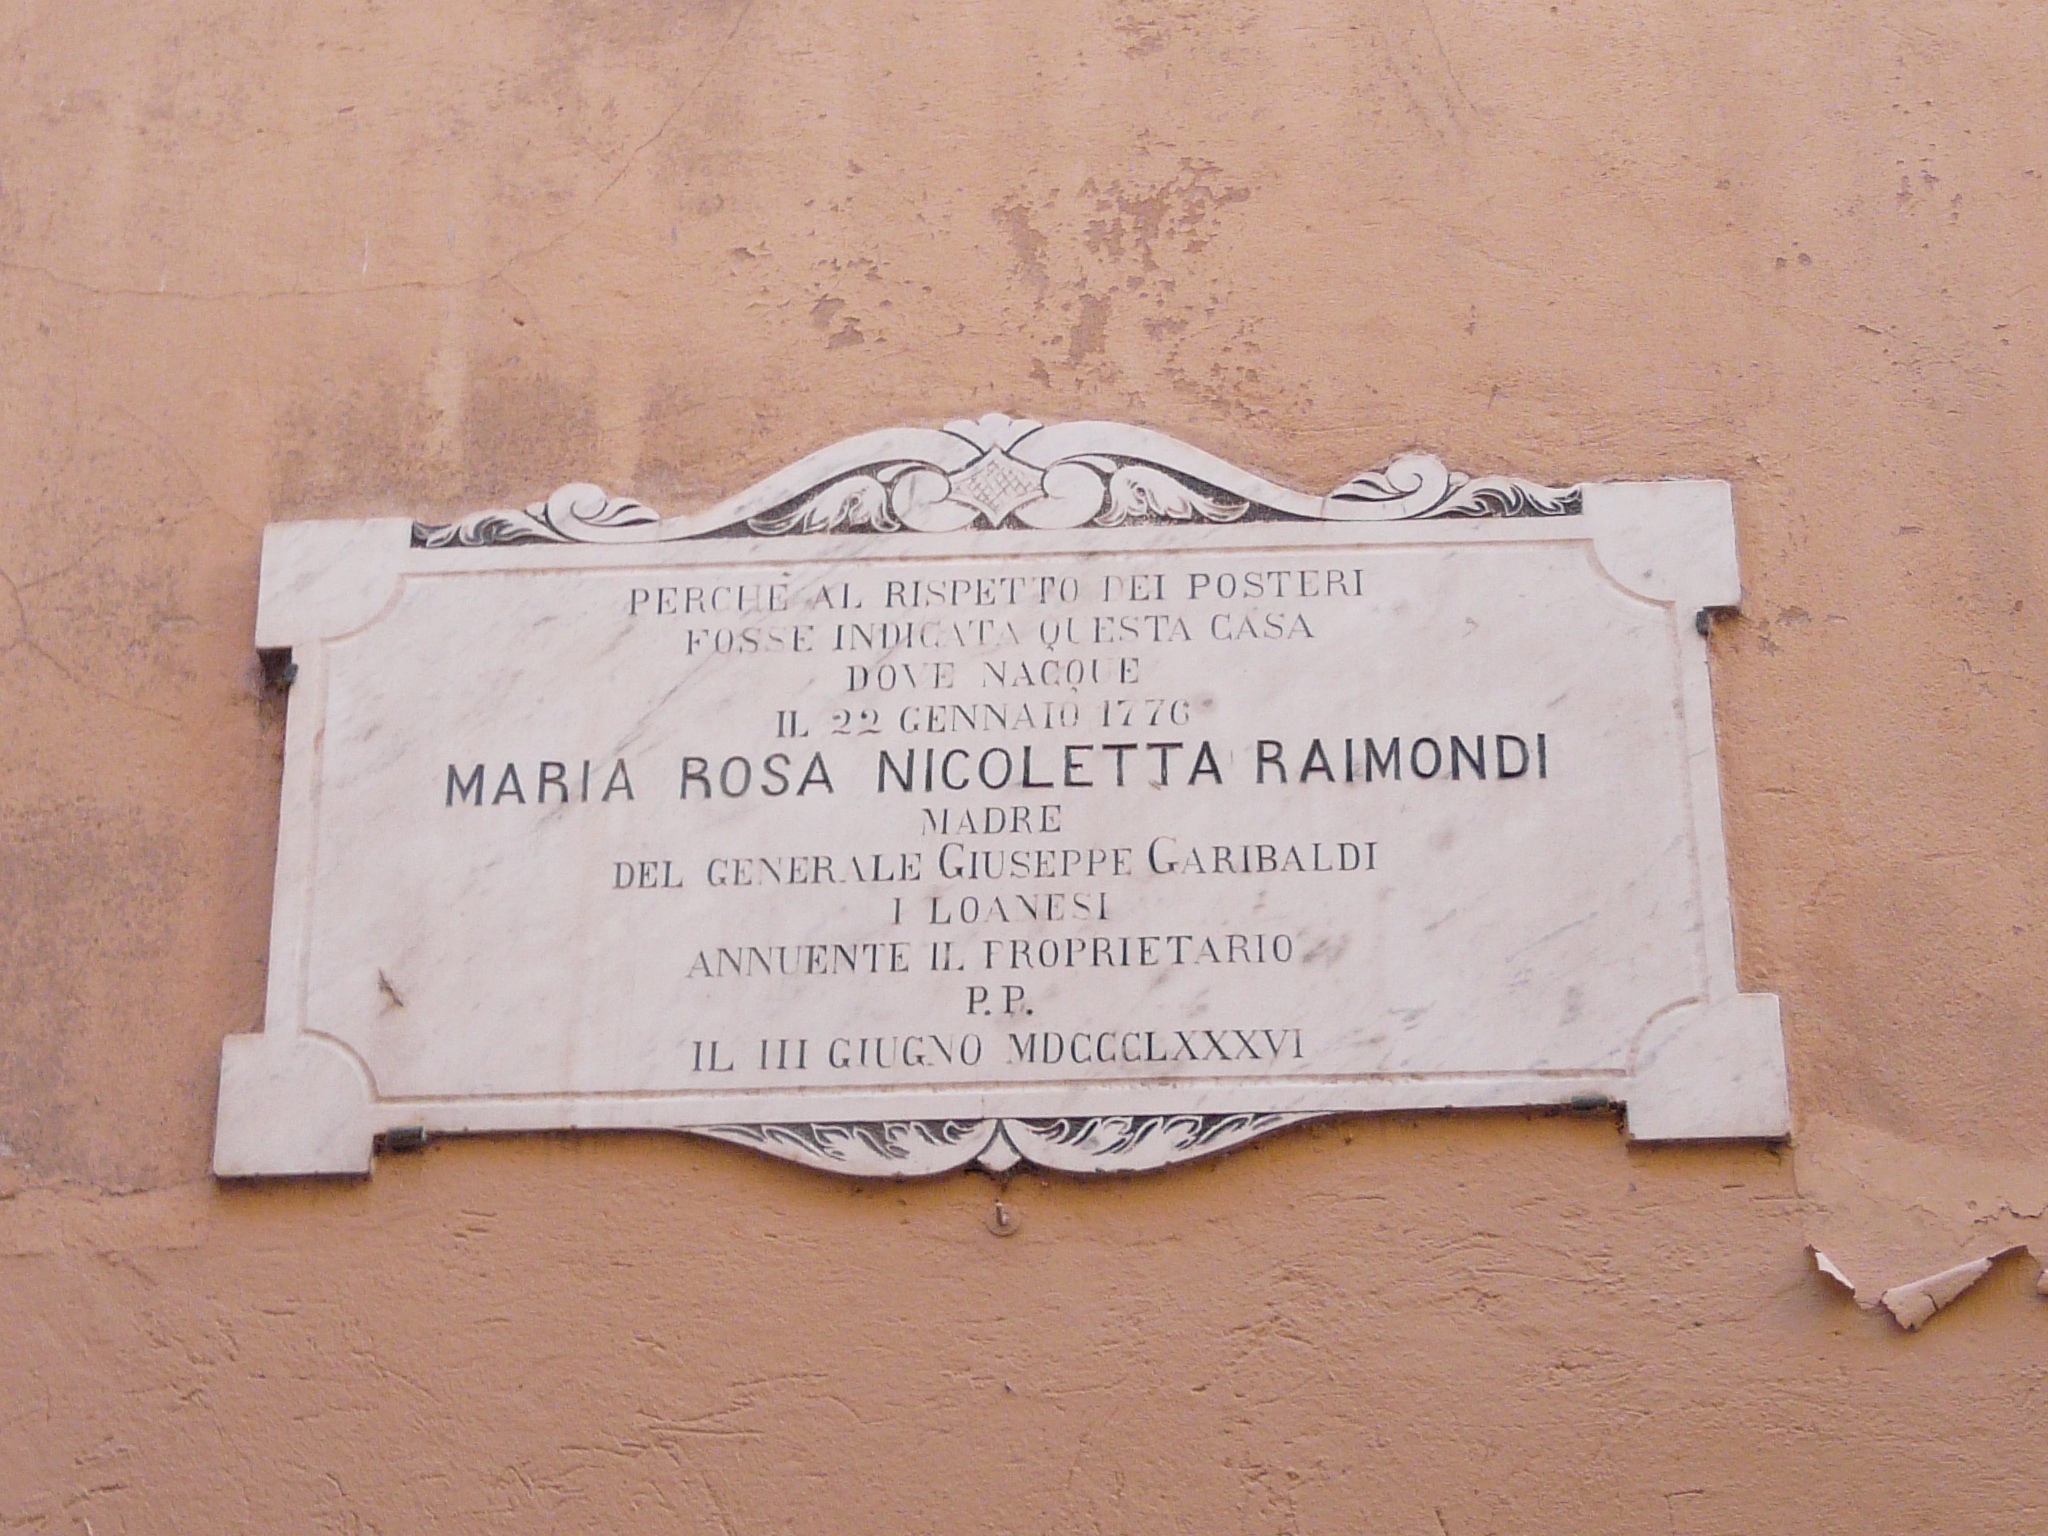 PERCHÈ AL RISPETTO DEI POSTERI
FOSSE INDICATA QUESTA CASA
DOVE NACQUE
IL 22 GENNAIO 1776
MARIA ROSA NICOLETTA RAIMONDI
MADRE
DEL GENERALE GIUSEPPE GARIBALDI
I LOANESI
ANNUENTE IL PROPRIETARIO
P. P.
IL III GIUGNO MDCCCLXXXVI